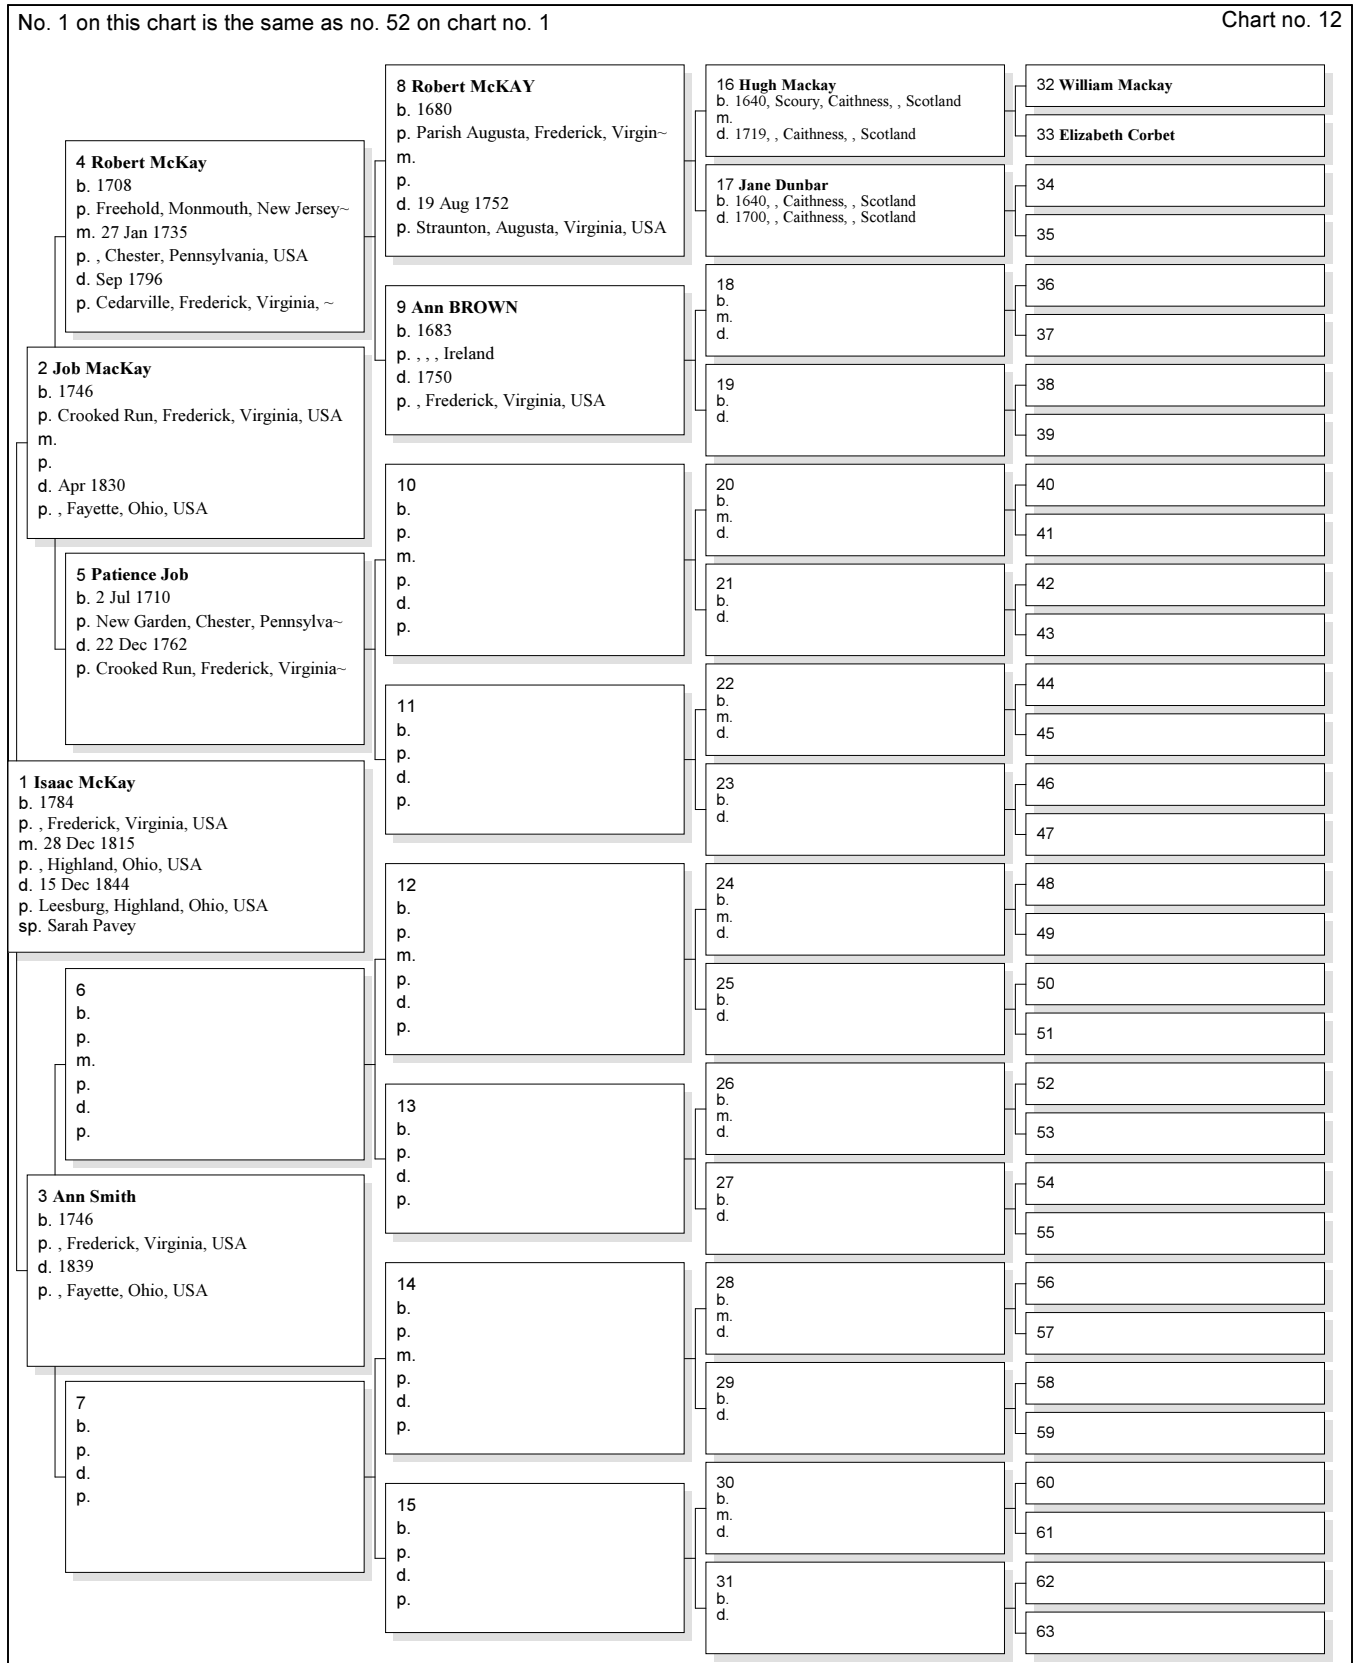 No. 1 on this chart is the same as no. 52 on chart no. 1
Chart no. 12
1 Isaac McKay
b. 1784
p. , Frederick, Virginia, USA
m. 28 Dec 1815
p. , Highland, Ohio, USA
d. 15 Dec 1844
p. Leesburg, Highland, Ohio, USA
sp. Sarah Pavey
2 Job MacKay
b. 1746
p. Crooked Run, Frederick, Virginia, USA
m.
p.
d. Apr 1830
p. , Fayette, Ohio, USA
3 Ann Smith
b. 1746
p. , Frederick, Virginia, USA
d. 1839
p. , Fayette, Ohio, USA
4 Robert McKay
b. 1708
p. Freehold, Monmouth, New Jersey~
m. 27 Jan 1735
p. , Chester, Pennsylvania, USA
d. Sep 1796
p. Cedarville, Frederick, Virginia, ~
5 Patience Job
b. 2 Jul 1710
p. New Garden, Chester, Pennsylva~
d. 22 Dec 1762
p. Crooked Run, Frederick, Virginia~
6
b.
p.
m.
p.
d.
p.
7
b.
p.
d.
p.
8 Robert McKAY
b. 1680
p. Parish Augusta, Frederick, Virgin~
m.
p.
d. 19 Aug 1752
p. Straunton, Augusta, Virginia, USA
9 Ann BROWN
b. 1683
p. , , , Ireland
d. 1750
p. , Frederick, Virginia, USA
10
b.
p.
m.
p.
d.
p.
11
b.
p.
d.
p.
12
b.
p.
m.
p.
d.
p.
13
b.
p.
d.
p.
14
b.
p.
m.
p.
d.
p.
15
b.
p.
d.
p.
16 Hugh Mackay
b. 1640, Scoury, Caithness, , Scotland
m.
d. 1719, , Caithness, , Scotland
17 Jane Dunbar
b. 1640, , Caithness, , Scotland
d. 1700, , Caithness, , Scotland
18
b.
m.
d.
19
b.
d.
20
b.
m.
d.
21
b.
d.
22
b.
m.
d.
23
b.
d.
24
b.
m.
d.
25
b.
d.
26
b.
m.
d.
27
b.
d.
28
b.
m.
d.
29
b.
d.
30
b.
m.
d.
31
b.
d.
32 William Mackay
33 Elizabeth Corbet
34
35
36
37
38
39
40
41
42
43
44
45
46
47
48
49
50
51
52
53
54
55
56
57
58
59
60
61
62
63